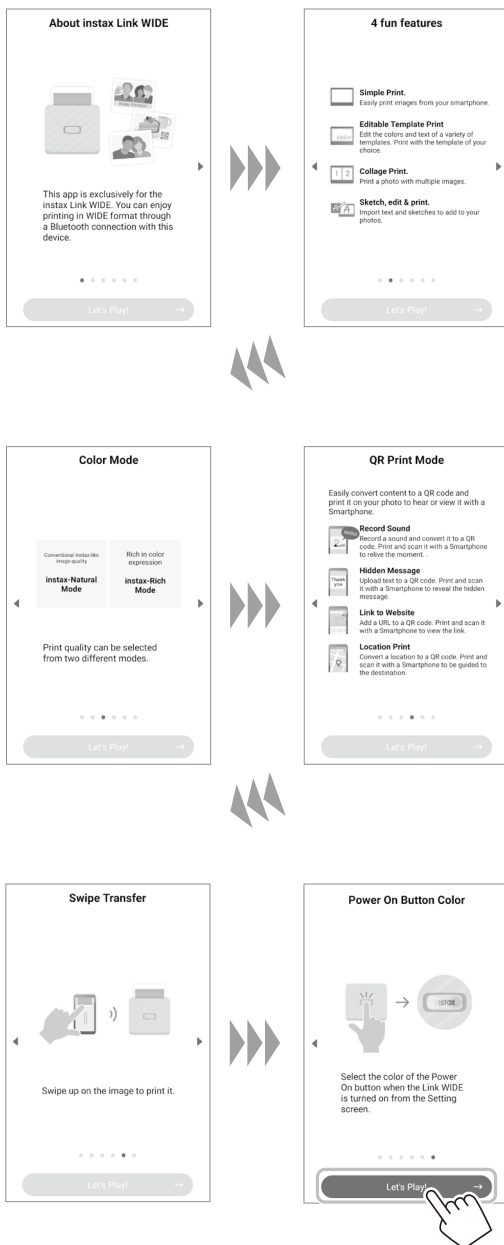 About instax Link WIDE
Happy Birthday!
This app is exclusively for the
instax Link WIDE. You can enjoy
printing in WIDE format through
a Bluetooth connection with this
device.
Let's Play! →
4 fun features
Simple Print.
Easily print images from your smartphone.
Editable Template Print
Edit the colors and text of a variety of
templates. Print with the template of your
choice.
1 2
Collage Print.
Print a photo with multiple images.
A A
Sketch, edit & print.
Import text and sketches to add to your
photos.
Let's Play! →
Color Mode
Conventional instax-like
image quality
instax-Natural
Mode
Rich in color
expression
instax-Rich
Mode
Print quality can be selected
from two different modes.
Let's Play! →
QR Print Mode
Easily convert content to a QR code and
print it on your photo to hear or view it with a
Smartphone.
Hello!
Record Sound
Record a sound and convert it to a QR
code. Print and scan it with a Smartphone
to relive the moment.
Thank
you
Hidden Message
Upload text to a QR code. Print and scan
it with a Smartphone to reveal the hidden
message.
Link to Website
Add a URL to a QR code. Print and scan it
with a Smartphone to view the link.
Location Print
Convert a location to a QR code. Print and
scan it with a Smartphone to be guided to
the destination.
Let's Play! →
Swipe Transfer
Swipe up on the image to print it.
Let's Play! →
Power On Button Color
instax
Select the color of the Power
On button when the Link WIDE
is turned on from the Setting
screen.
Let's Play! →